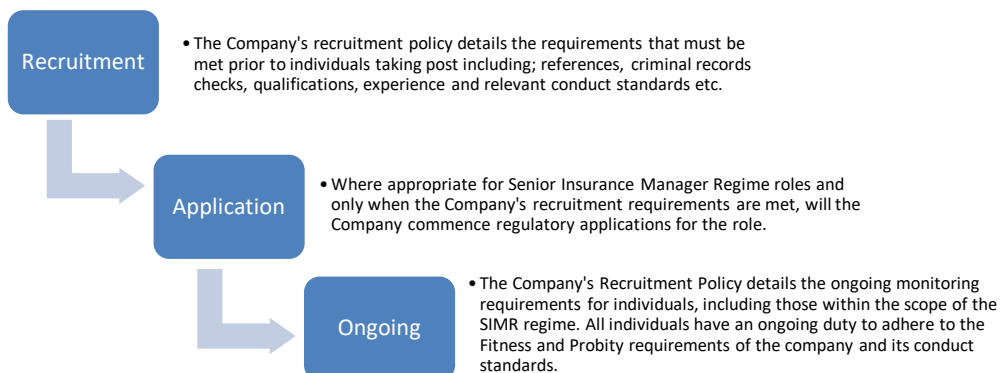 Recruitment
• The Company's recruitment policy details the requirements that must be
met prior to individuals taking post including; references, criminal records
checks, qualifications, experience and relevant conduct standards etc.
Application
• Where appropriate for Senior Insurance Manager Regime roles and
only when the Company's recruitment requirements are met, will the
Company commence regulatory applications for the role.
Ongoing
• The Company's Recruitment Policy details the ongoing monitoring
requirements for individuals, including those within the scope of the
SIMR regime. All individuals have an ongoing duty to adhere to the
Fitness and Probity requirements of the company and its conduct
standards.